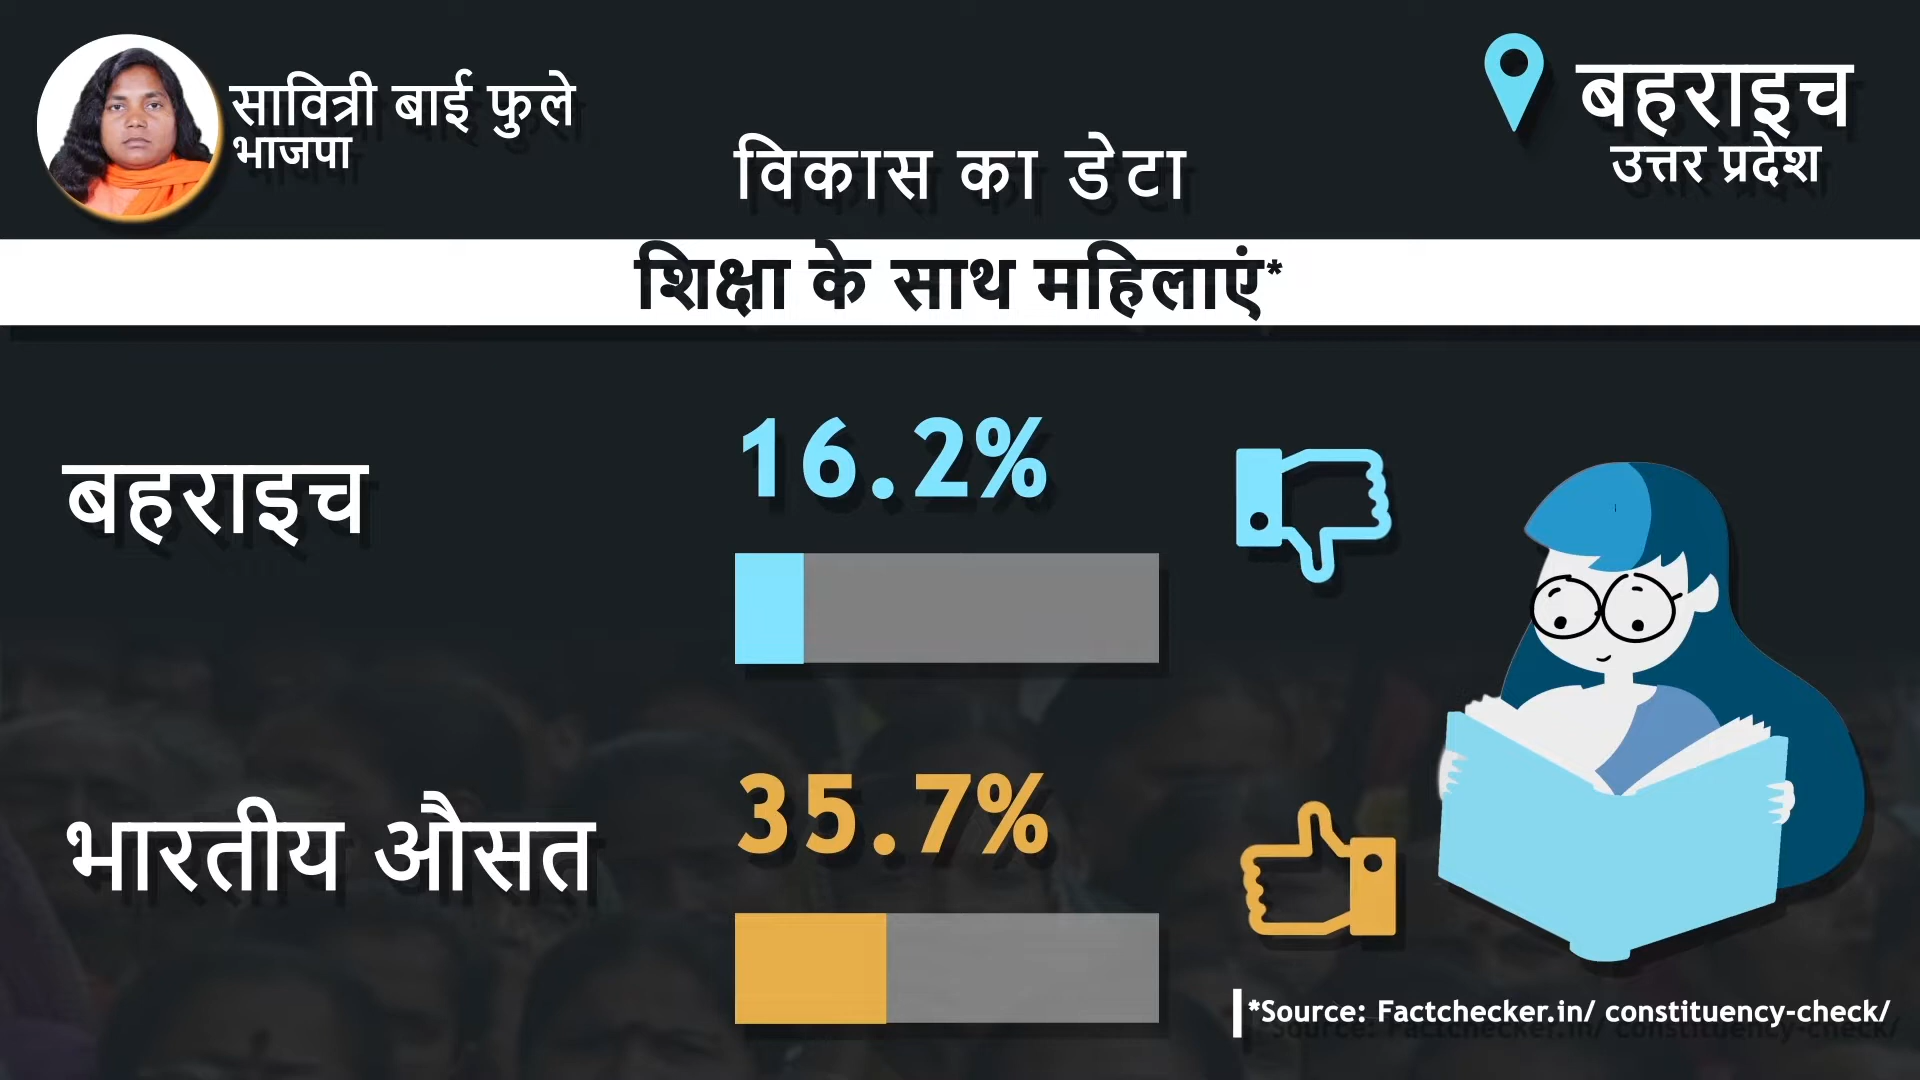 सावित्री बाई फुले
भाजपा
बहराइच
उत्तर प्रदेश
विकास का डेटा
शिक्षा के साथ महिलाएं*
बहराइच
16.2%
भारतीय औसत
35.7%
*Source: Factchecker.in/ constituency-check/